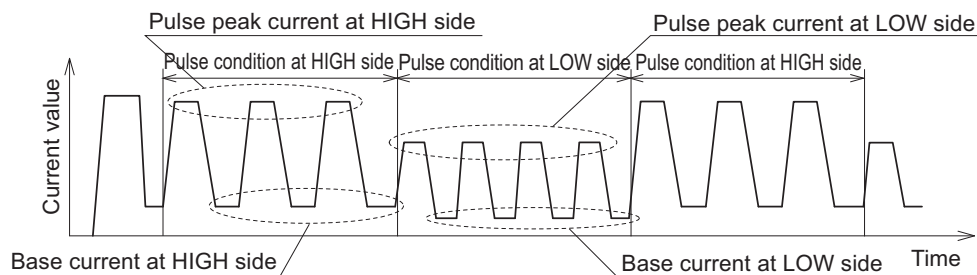 Pulse peak current at HIGH side
Pulse peak current at LOW side
Pulse condition at HIGH side
Pulse condition at LOW side
Pulse condition at HIGH side
Current value
Base current at HIGH side
Base current at LOW side
Time